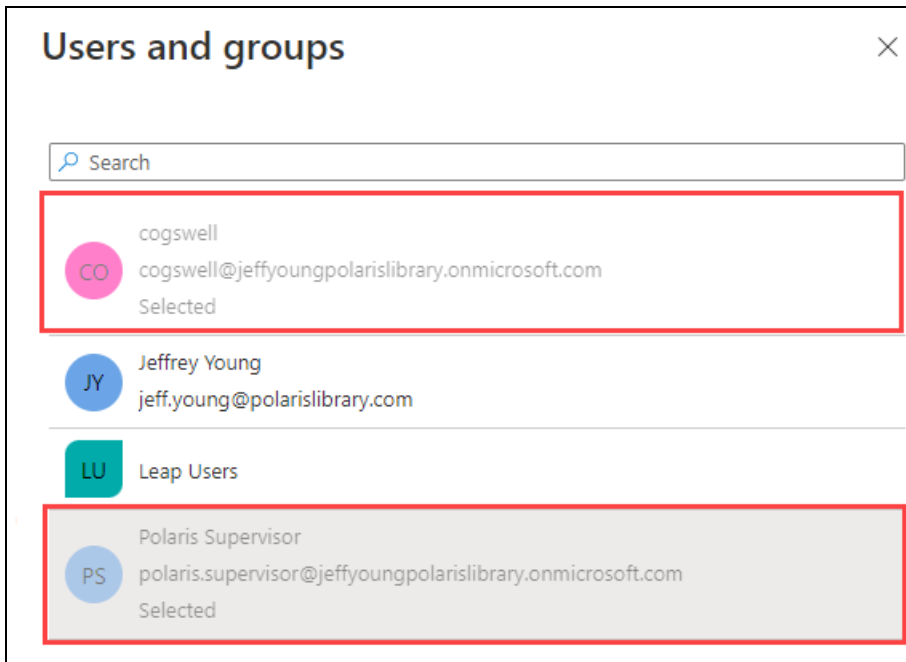 Users and groups
Search
cogswell
CO
cogswell@jeffyoungpolarislibrary.onmicrosoft.com
Selected
Jeffrey Young
JY
jeff.young@polarislibrary.com
LU
Leap Users
Polaris Supervisor
PS
polaris.supervisor@jeffyoungpolarislibrary.onmicrosoft.com
Selected